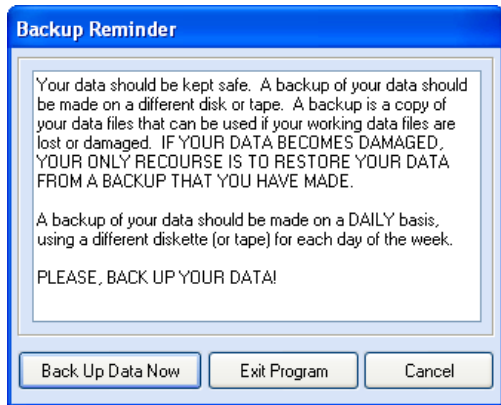 Backup Reminder
Your data should be kept safe.  A backup of your data should
be made on a different disk or tape.  A backup is a copy of
your data files that can be used if your working data files are
lost or damaged.  IF YOUR DATA BECOMES DAMAGED,
YOUR ONLY RECOURSE IS TO RESTORE YOUR DATA
FROM A BACKUP THAT YOU HAVE MADE.
A backup of your data should be made on a DAILY basis,
using a different diskette (or tape) for each day of the week.
PLEASE, BACK UP YOUR DATA!
Back Up Data Now
Exit Program
Cancel